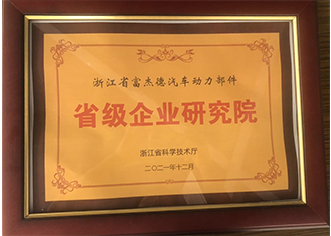 浙江省富杰德汽车动力部件
省级企业研究院
浙江省科学技术厅
二〇二一年十二月